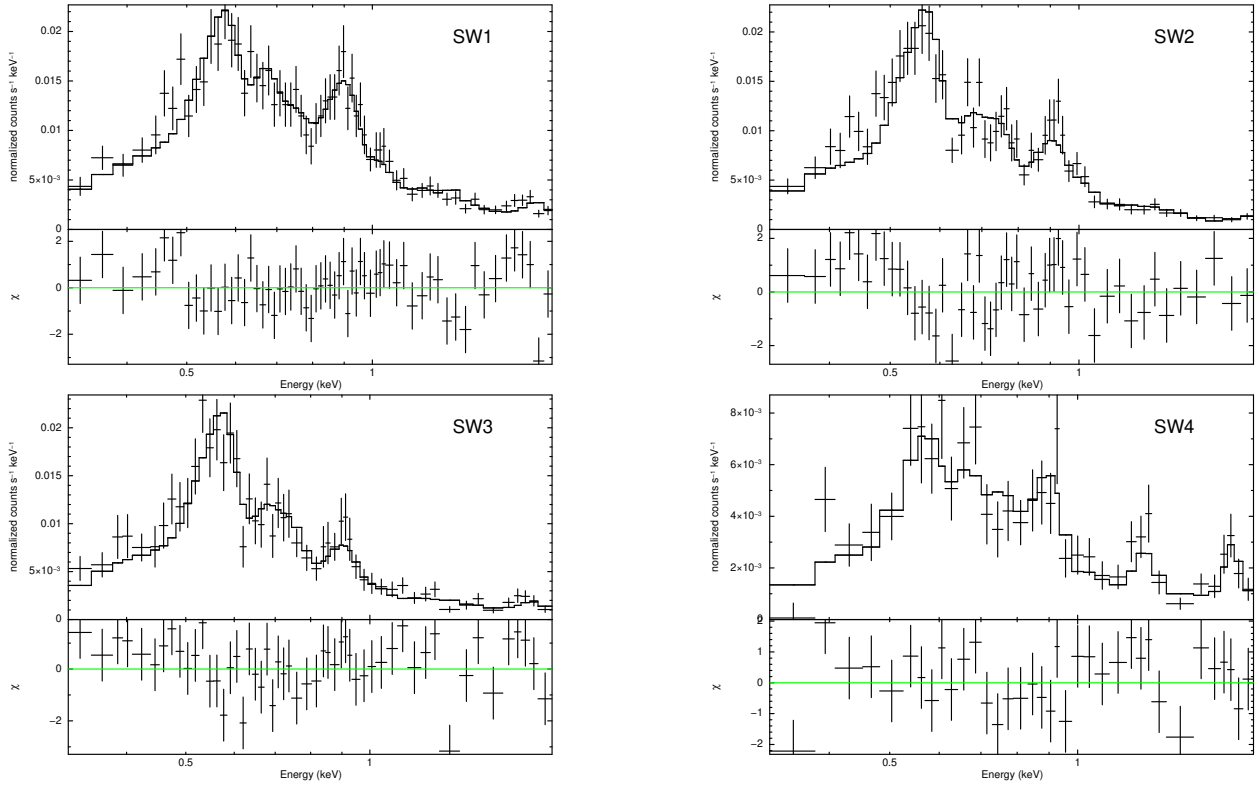 SW1
normalized counts s⁻¹ keV⁻¹
0.02
0.015
0.01
5×10⁻³
0
χ
2
0
−2
0.5
1
Energy (keV)
SW2
normalized counts s⁻¹ keV⁻¹
0.02
0.015
0.01
5×10⁻³
0
χ
2
0
−2
0.5
1
Energy (keV)
SW3
normalized counts s⁻¹ keV⁻¹
0.02
0.015
0.01
5×10⁻³
0
χ
0
−2
0.5
1
Energy (keV)
SW4
normalized counts s⁻¹ keV⁻¹
8×10⁻³
6×10⁻³
4×10⁻³
2×10⁻³
χ
1
0
−1
−2
0.5
1
Energy (keV)